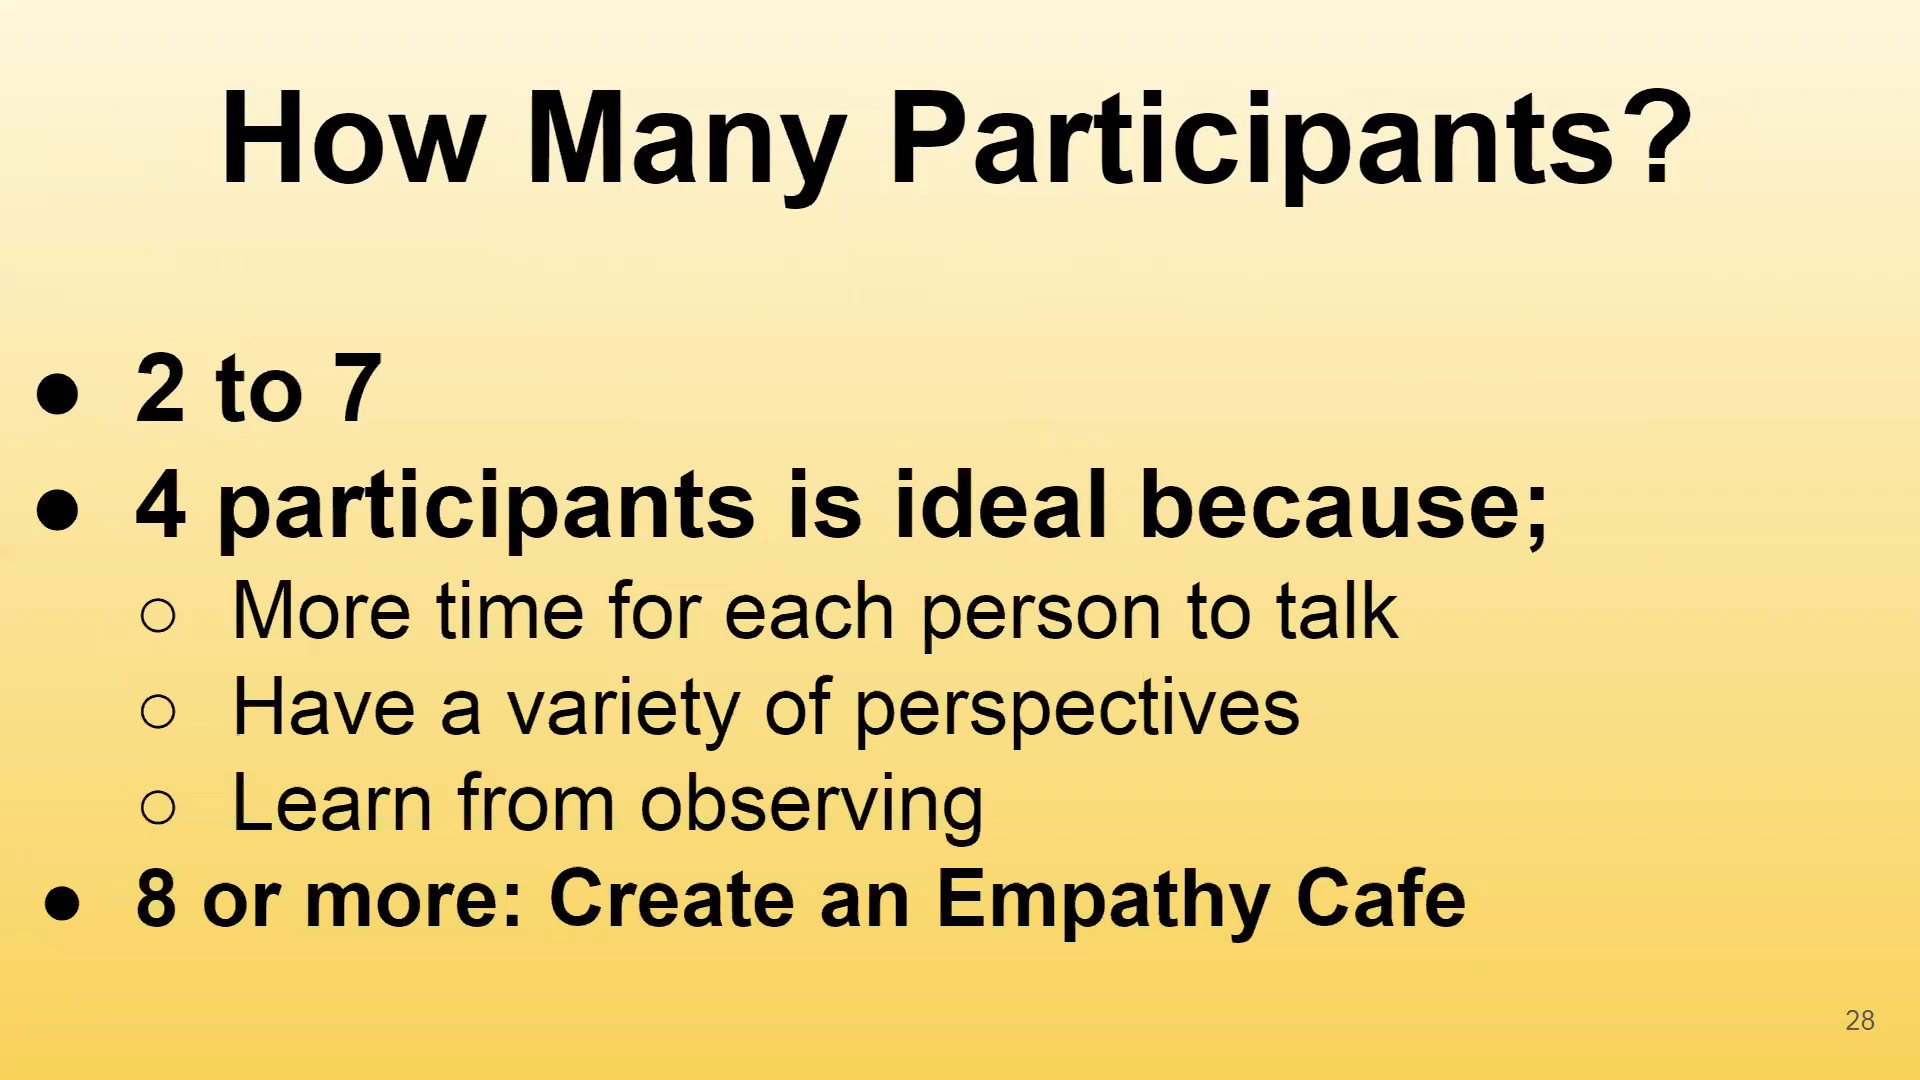 How Many Participants?
● 2 to 7
● 4 participants is ideal because;
○ More time for each person to talk
○ Have a variety of perspectives
○ Learn from observing
● 8 or more: Create an Empathy Cafe
28